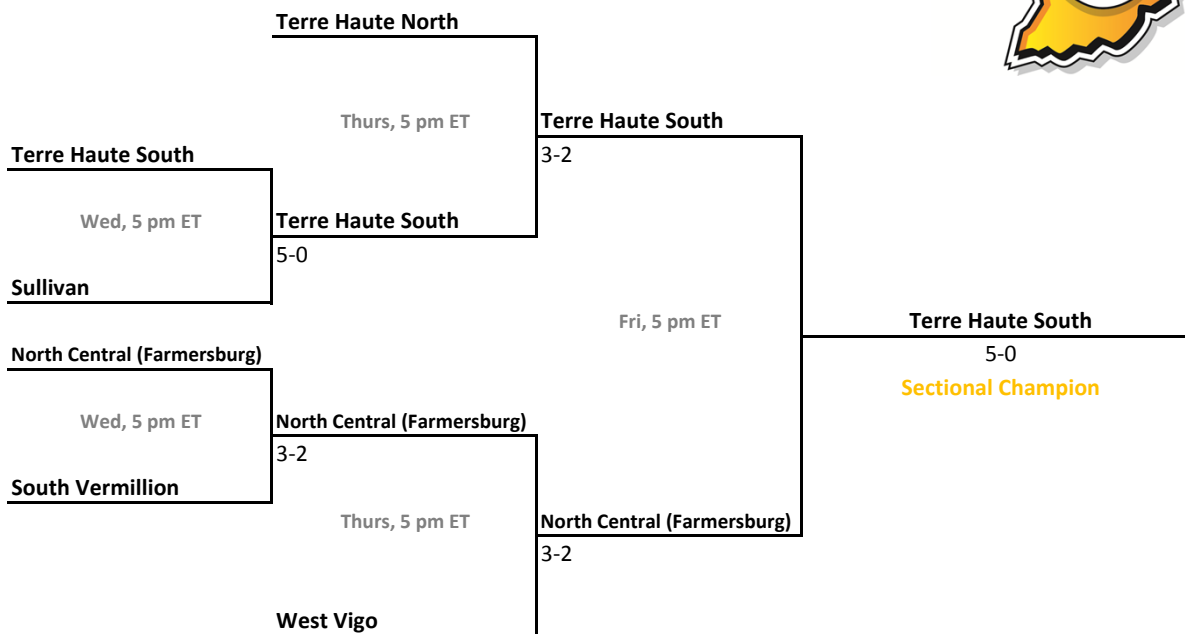 Terre Haute North
Thurs, 5 pm ET
Terre Haute South
3-2
Terre Haute South
Wed, 5 pm ET
Terre Haute South
5-0
Sullivan
Fri, 5 pm ET
Terre Haute South
5-0
Sectional Champion
North Central (Farmersburg)
Wed, 5 pm ET
North Central (Farmersburg)
3-2
South Vermillion
Thurs, 5 pm ET
North Central (Farmersburg)
3-2
West Vigo